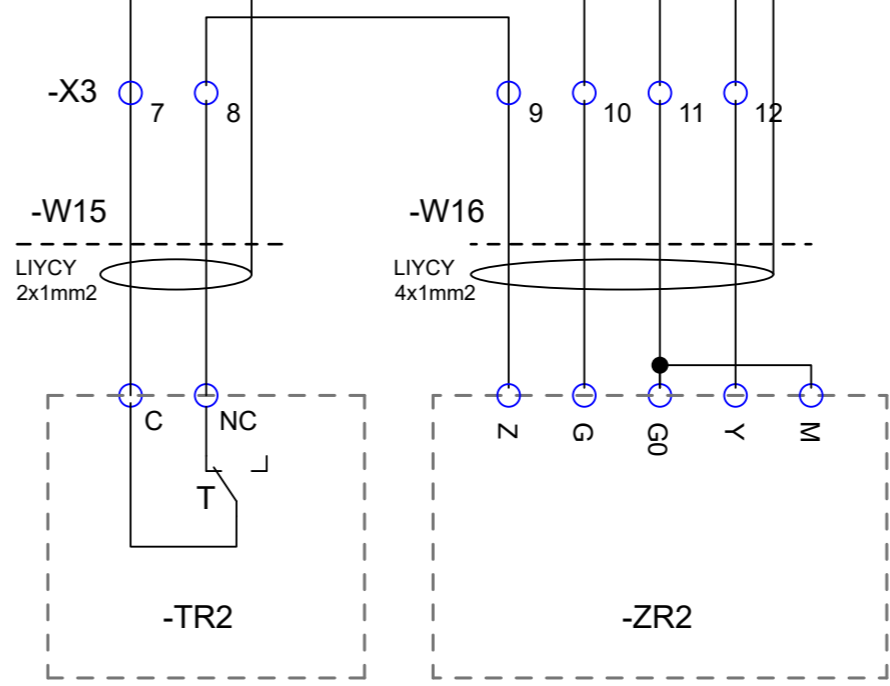 -X3
7
8
9
10
11
12
-W15
-W16
LIYCY
2x1mm2
LIYCY
4x1mm2
C
NC
Z
G
G0
Y
M
T
-TR2
-ZR2